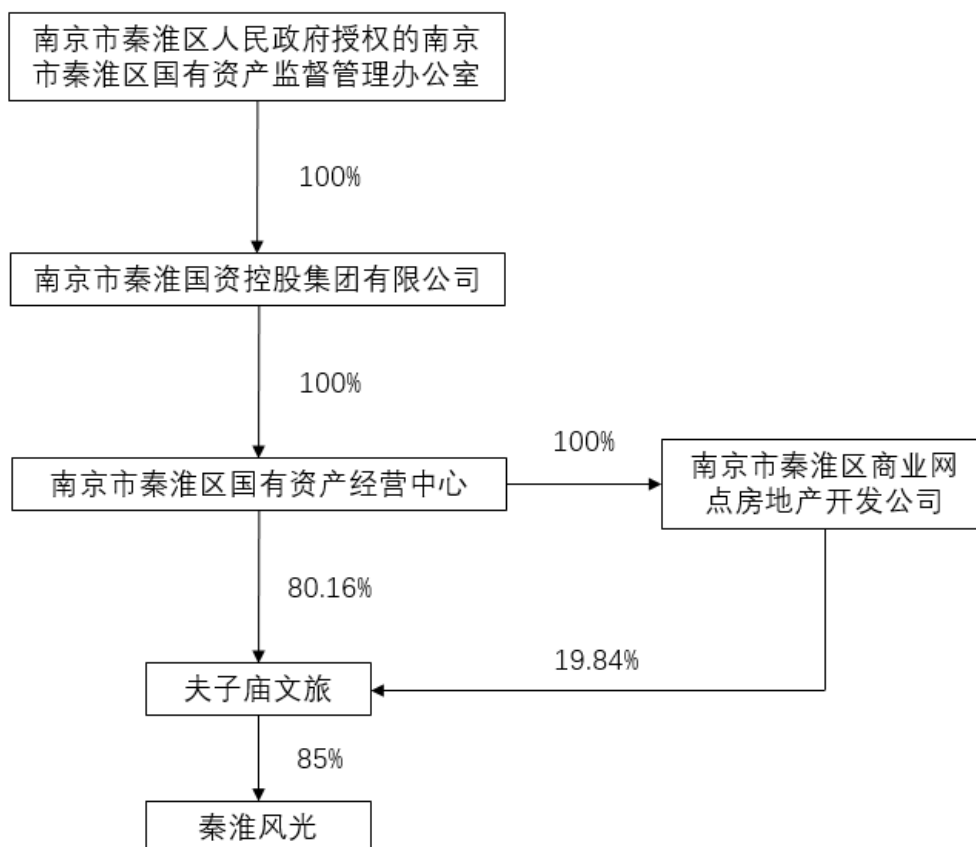 南京市秦淮区人民政府授权的南京
市秦淮区国有资产监督管理办公室
100%
南京市秦淮国资控股集团有限公司
100%
南京市秦淮区国有资产经营中心
100%
南京市秦淮区商业网
点房地产开发公司
80.16%
19.84%
夫子庙文旅
85%
秦淮风光